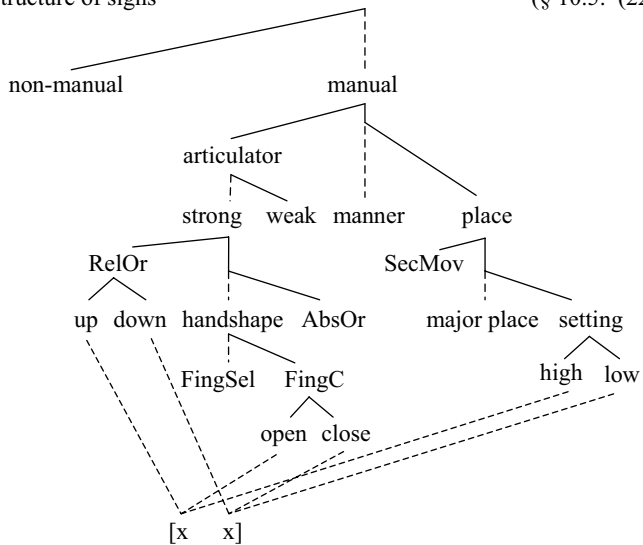 structure of signs (§ 10.5: (22
non-manual manual
articulator
strong weak manner place
RelOr SecMov
up down handshape AbsOr major place setting
FingSel FingC high low
open close
[x x]